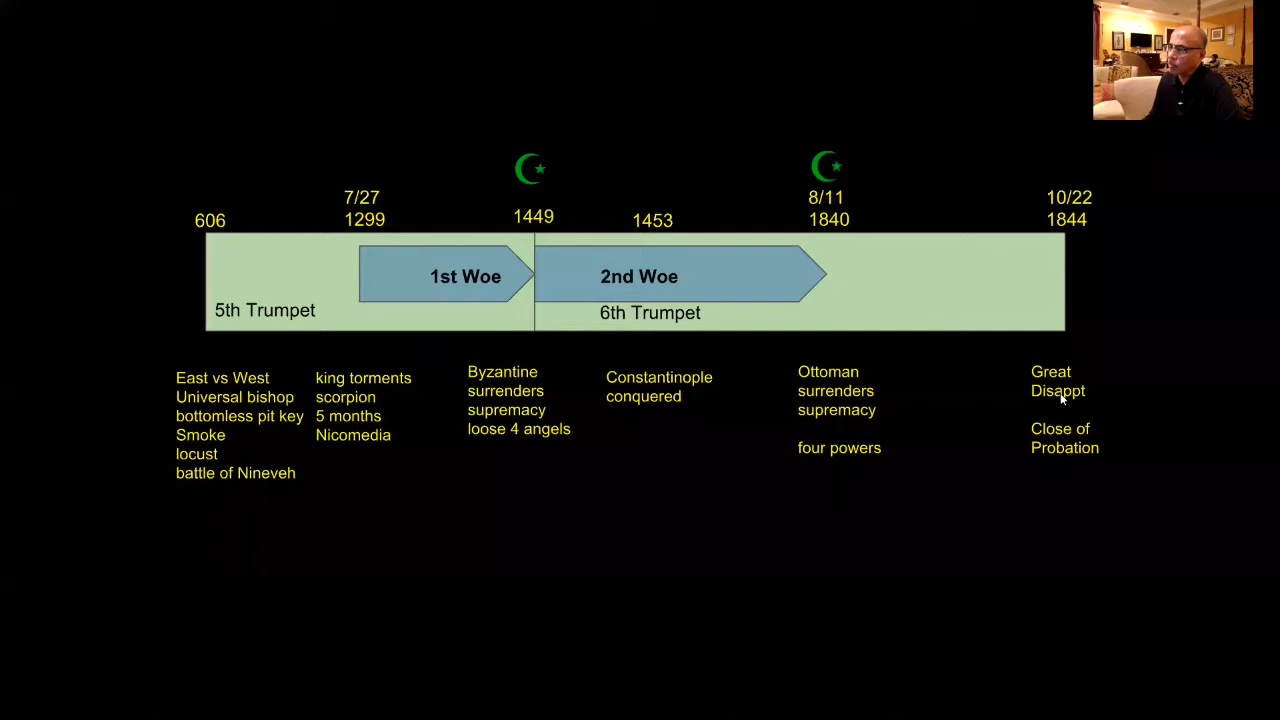 7/27
8/11
10/22
606
1299
1449
1453
1840
1844
1st Woe
2nd Woe
5th Trumpet
6th Trumpet
East vs West
Universal bishop
bottomless pit key
Smoke
locust
battle of Nineveh
king torments
scorpion
5 months
Nicomedia
Byzantine
surrenders
supremacy
loose 4 angels
Constantinople
conquered
Ottoman
surrenders
supremacy
four powers
Great
Disappt
Close of
Probation